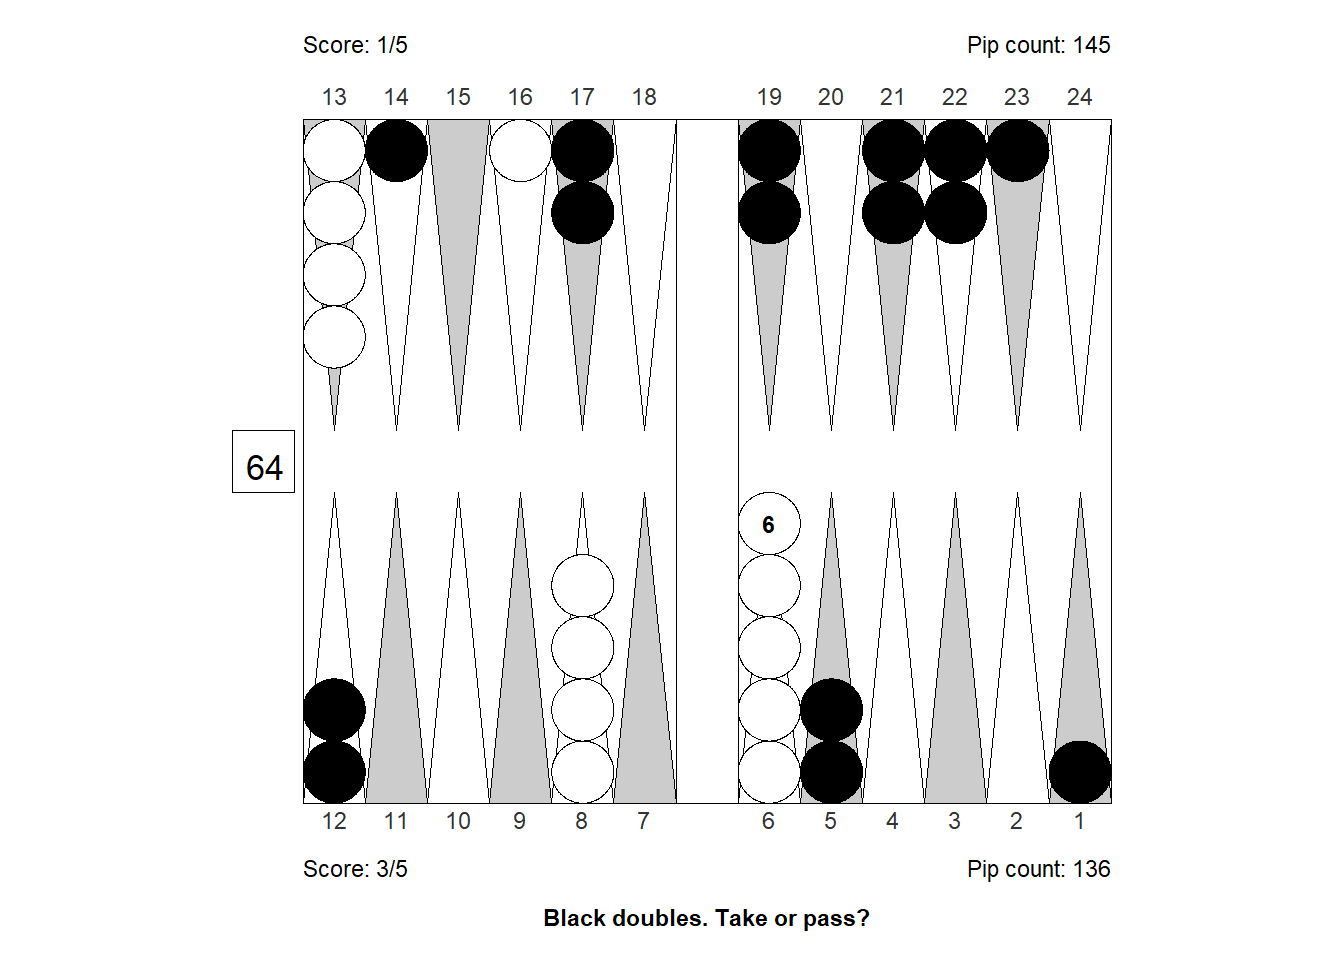 Score: 1/5 Pip count: 145
13 14 15 16 17 18 19 20 21 22 23 24
64
6
12 11 10 9 8 7 6 5 4 3 2 1
Score: 3/5 Pip count: 136
Black doubles. Take or pass?